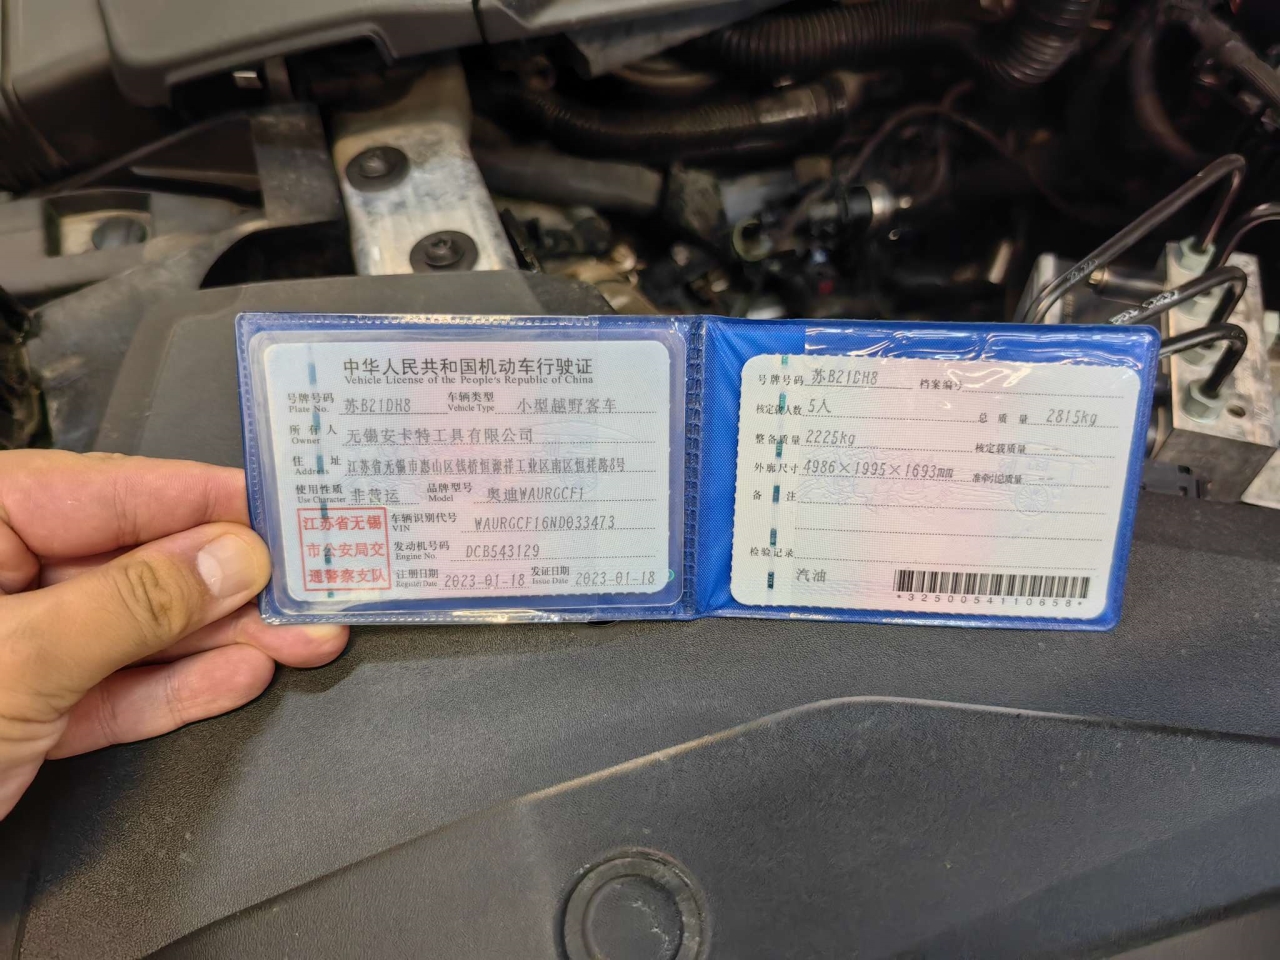 中华人民共和国机动车行驶证
Vehicle License of the People's Republic of China
号牌号码 Plate No. 苏B21DH8 车辆类型 Vehicle Type 小型越野客车
所有人 Owner 无锡安卡特工具有限公司
住址 Address 江苏省无锡市惠山区钱桥恒源祥工业区南区恒祥路8号
使用性质 Use Character 非营运 品牌型号 Model 奥迪WAURGCF1
江苏省无锡
市公安局交
通警察支队
车辆识别代号 VIN WAURGCF16ND033473
发动机号码 Engine No. DCB543129
注册日期 Register Date 2023-01-18 发证日期 Issue Date 2023-01-18
号牌号码 苏B21DH8 档案编号
核定载人数 5人 总质量 2815kg
整备质量 2225kg 核定载质量 --
外廓尺寸 4986×1995×1693mm 准牵引总质量 --
备注
检验记录
汽油
*3250054110658*